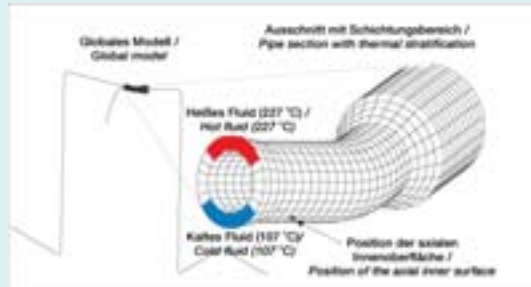 Globales Modell /
Global model
Ausschnitt mit Schichtungsbereich /
Pipe section with thermal stratification
Heißes Fluid (227 °C) /
Hot fluid (227 °C)
Kaltes Fluid (107 °C)/
Cold fluid (107 °C)
Position der axialen
Innenoberfläche /
Position of the axial inner surface